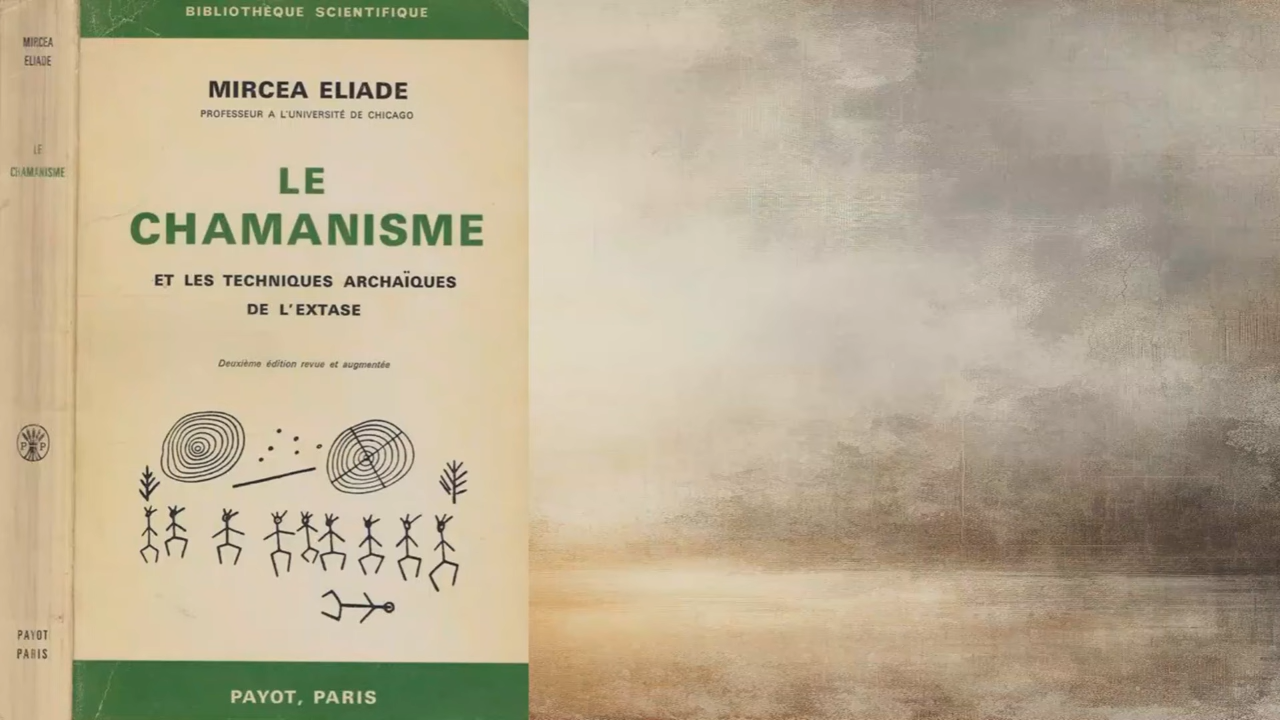 MIRCEA
ELIADE
LE
CHAMANISME
P P
PAYOT
PARIS
BIBLIOTHÈQUE SCIENTIFIQUE
MIRCEA ELIADE
PROFESSEUR A L'UNIVERSITÉ DE CHICAGO
LE
CHAMANISME
ET LES TECHNIQUES ARCHAÏQUES
DE L'EXTASE
Deuxième édition revue et augmentée
PAYOT, PARIS